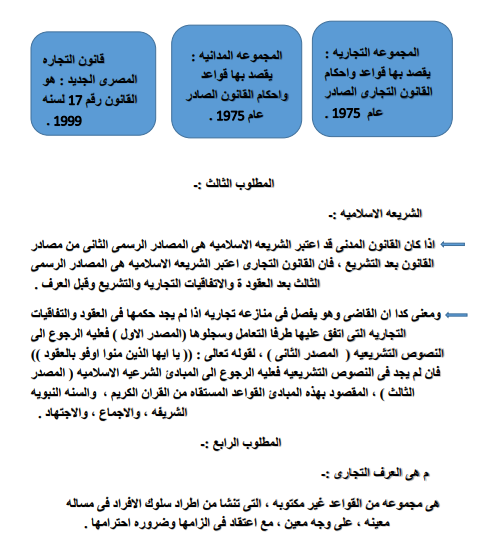 المجموعه التجاريه :
يقصد بها قواعد واحكام
القانون التجارى الصادر
عام 1975 .
المجموعه المدانيه :
يقصد بها قواعد
واحكام القانون الصادر
عام 1975 .
قانون التجاره
المصرى الجديد : هو
القانون رقم 17 لسنه
1999 .
المطلوب الثالث :-
الشريعه الاسلاميه :-
اذا كان القانون المدنى قد اعتبر الشريعه الاسلاميه هى المصادر الرسمى الثانى من مصادر
القانون بعد التشريع ، فان القانون التجارى اعتبر الشريعه الاسلاميه هى المصادر الرسمى
الثالث بعد العقود ة والاتفاقيات التجاريه والتشريع وقبل العرف .
ومعنى كدا ان القاضى وهو يفصل فى منازعه تجاريه اذا لم يجد حكمها فى العقود والتفاقيات
التجاريه التى اتفق عليها طرفا التعامل وسجلوها (المصدر الاول ) فعليه الرجوع الى
النصوص التشريعيه ( المصدر الثانى ) ، لقوله تعالى : (( يا ايها الذين منوا اوفو بالعقود ))
فان لم يجد فى النصوص التشريعيه فعليه الرجوع الى المبادئ الشرعيه الاسلاميه ( المصدر
الثالث ) ، المقصود بهذه المبادئ القواعد المستقاه من القران الكريم ، والسنه النبويه
الشريفه ، والاجماع ، والاجتهاد .
المطلوب الرابع :-
م هى العرف التجارى :-
هى مجموعه من القواعد غير مكتوبه ، التى تنشا من اطراد سلوك الافراد فى مساله
معينه ، على وجه معين ، مع اعتقاد فى الزامها وضروره احترامها .